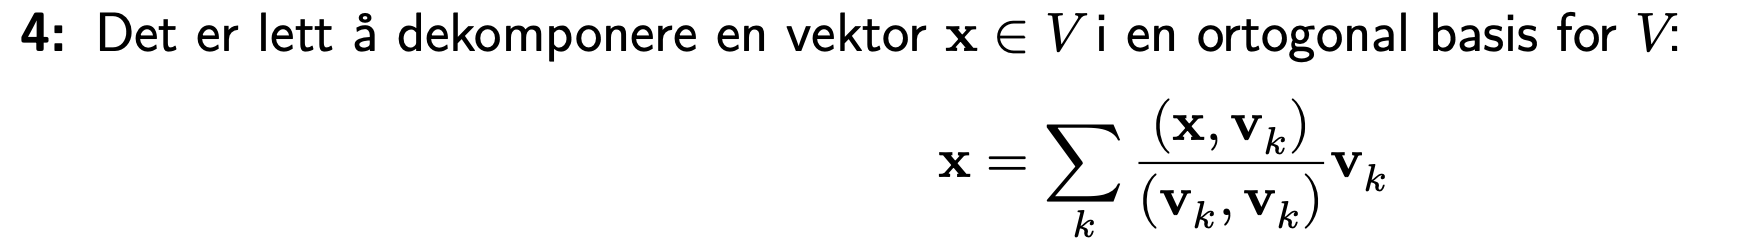 4: Det er lett å dekomponere en vektor x ∈ V i en ortogonal basis for V:
x = ∑_k (x, v_k) / (v_k, v_k) v_k